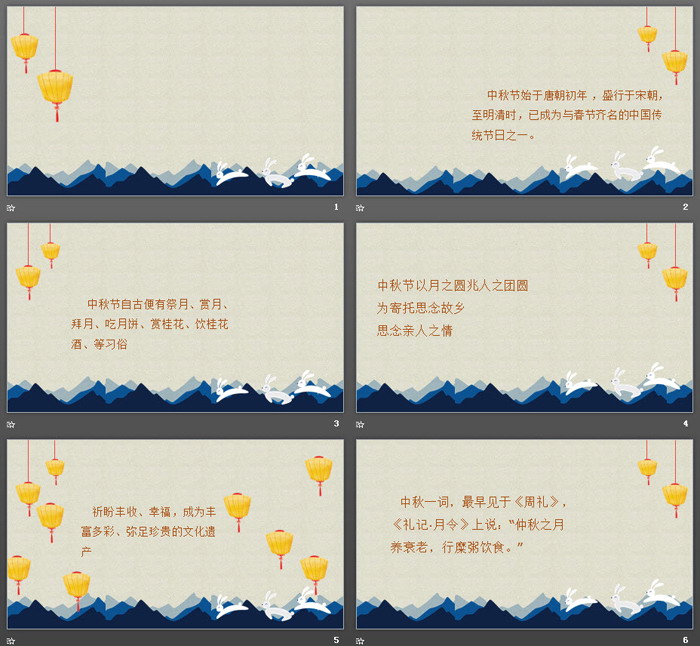 1
中秋节始于唐朝初年 ，盛行于宋朝，
至明清时，已成为与春节齐名的中国传
统节日之一。
2
中秋节自古便有祭月、赏月、
拜月、吃月饼、赏桂花、饮桂花
酒、等习俗
3
中秋节以月之圆兆人之团圆
为寄托思念故乡
思念亲人之情
4
祈盼丰收、幸福，成为丰
富多彩、弥足珍贵的文化遗
产
5
中秋一词，最早见于《周礼》，
《礼记·月令》上说：“仲秋之月
养衰老，行糜粥饮食。”
6